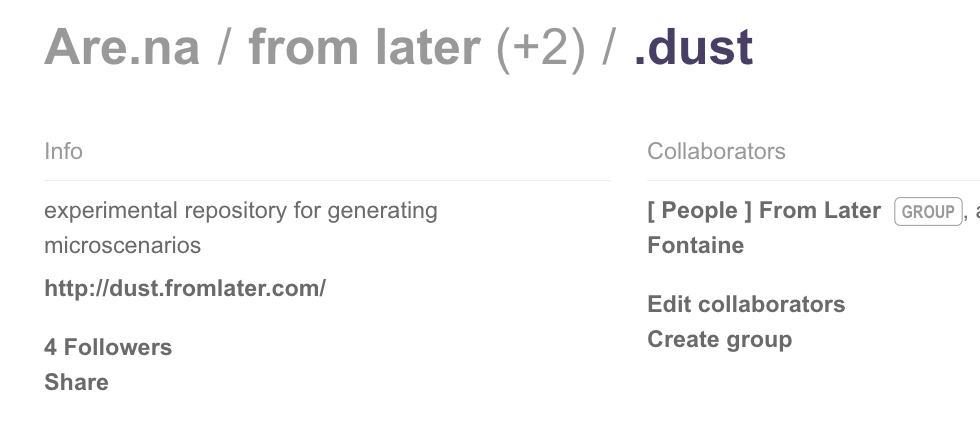 Are.na / from later (+2) / .dust
Info
experimental repository for generating
microscenarios
http://dust.fromlater.com/
4 Followers
Share
Collaborators
[ People ] From Later GROUP,
Fontaine
Edit collaborators
Create group